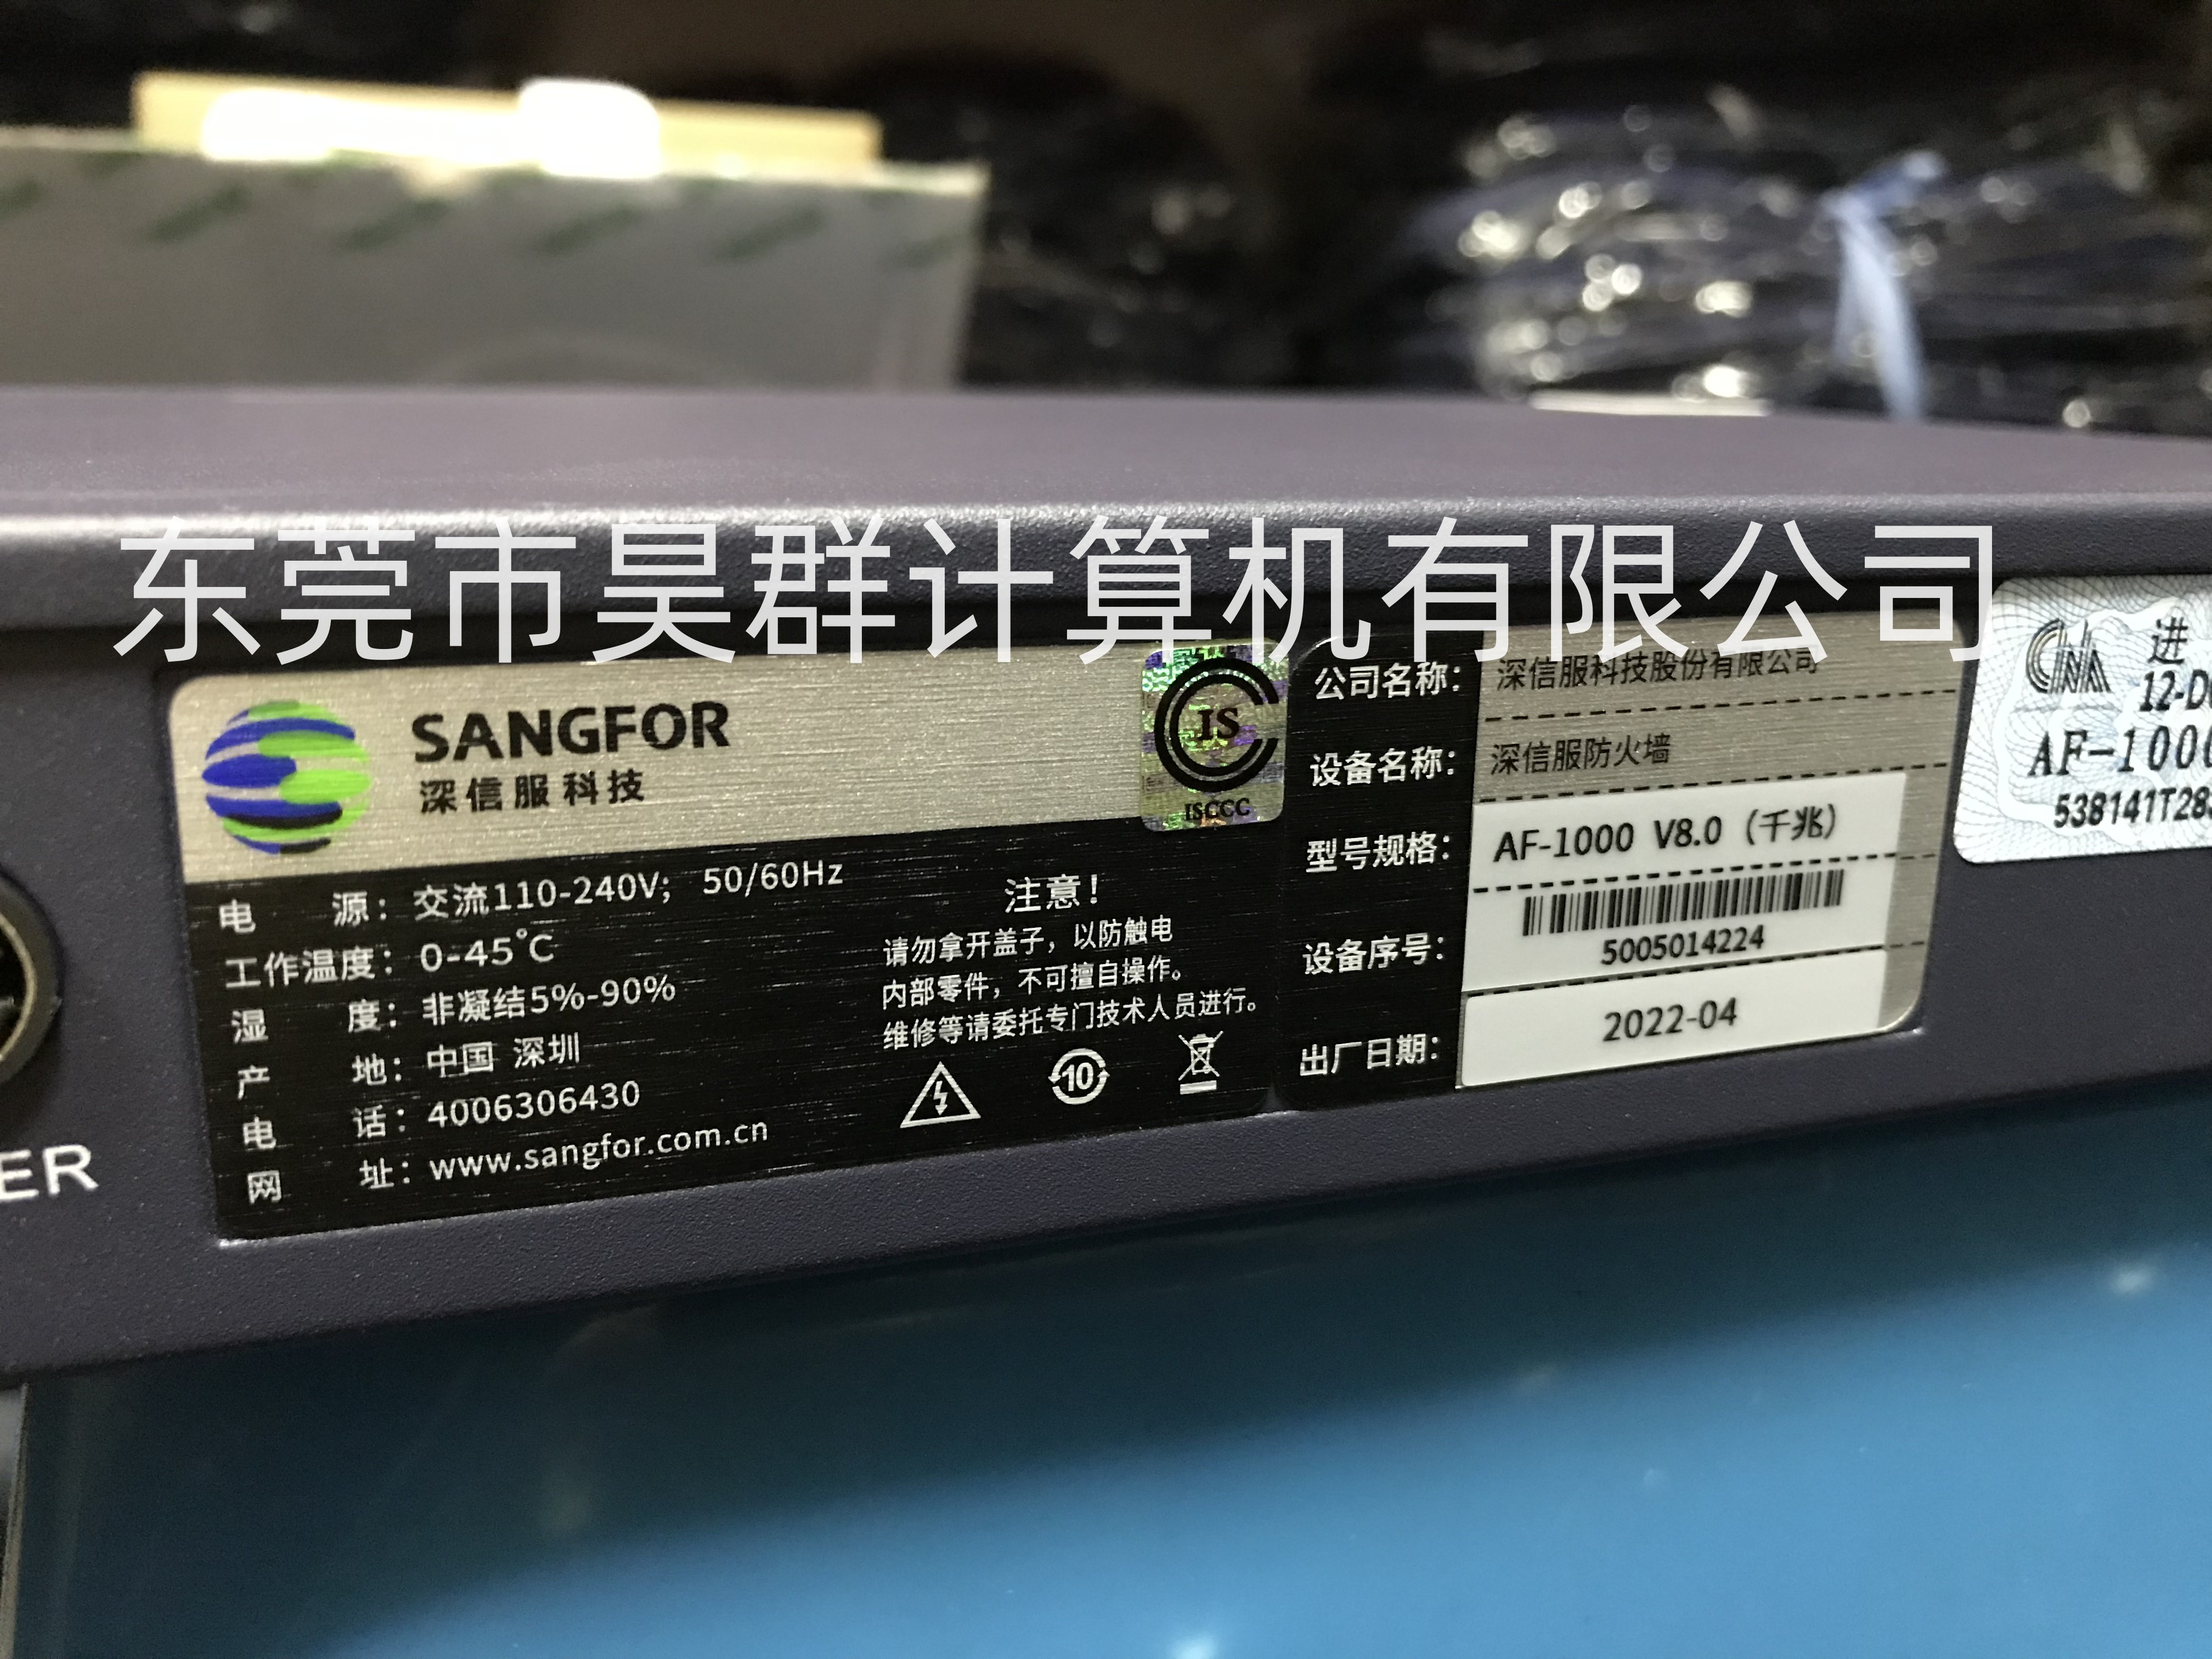 东莞市昊群计算机有限公司
SANGFOR
深信服科技
IS
ISCCC
电源：交流110-240V； 50/60Hz
工作温度：0-45℃
湿度：非凝结5%-90%
产地：中国 深圳
电话：4006306430
网址：www.sangfor.com.cn
注意！
请勿拿开盖子，以防触电
内部零件，不可擅自操作。
维修等请委托专门技术人员进行。
10
公司名称：深信服科技股份有限公司
设备名称：深信服防火墙
型号规格：AF-1000 V8.0（千兆）
设备序号：
5005014224
出厂日期：2022-04
进
12-D
AF-1000
538141T28
ER